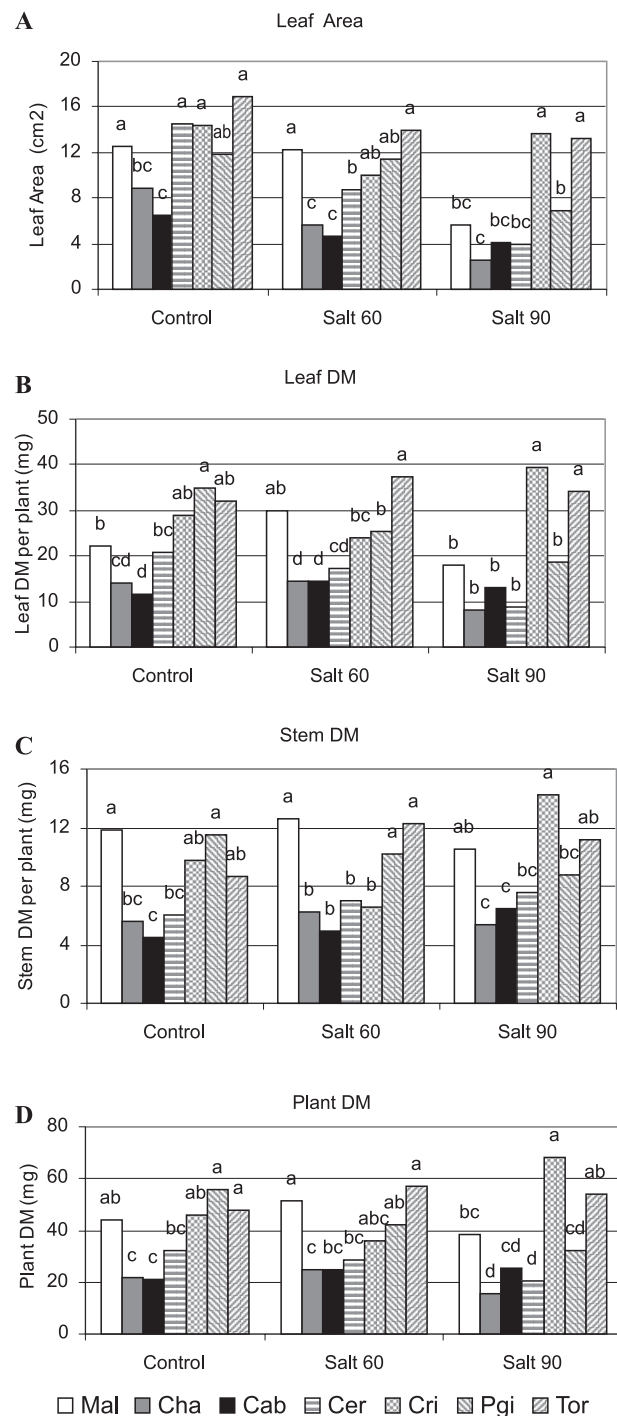 A
Leaf Area
Leaf Area (cm2)
20
16
12
8
4
0
a bc c a a ab a
a c c b ab ab a
bc c bc bc a b a
Control Salt 60 Salt 90
B
Leaf DM
Leaf DM per plant (mg)
50
40
30
20
10
0
b cd d bc ab a ab
ab d d cd bc b a
b b b b a b a
Control Salt 60 Salt 90
C
Stem DM
Stem DM per plant (mg)
16
12
8
4
0
a bc c bc ab a ab
a b b b b a a
ab c c bc a bc ab
Control Salt 60 Salt 90
D
Plant DM
Plant DM (mg)
80
60
40
20
0
ab c c bc ab a a
a c bc bc abc ab a
bc d cd d a cd ab
Control Salt 60 Salt 90
Mal Cha Cab Cer Cri Pgi Tor